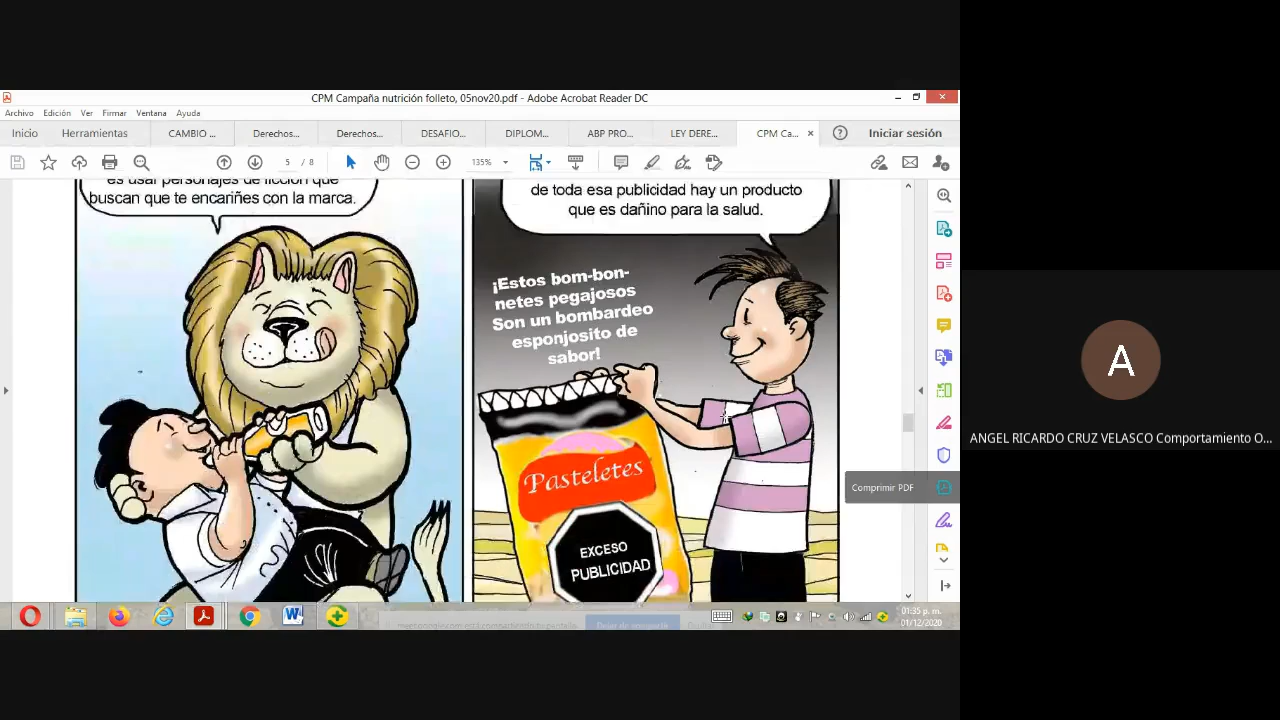 CPM Campaña nutrición folleto, 05nov20.pdf - Adobe Acrobat Reader DC
Archivo Edición Ver Firmar Ventana Ayuda
Inicio Herramientas CAMBIO ... Derechos... Derechos... DESAFIO... DIPLOM... ABP PRO... LEY DERE... CPM Ca... Iniciar sesión
5 / 8 135%
es usar personajes de ficción que
buscan que te encariñes con la marca.
de toda esa publicidad hay un producto
que es dañino para la salud.
¡Estos bom-bon-
netes pegajosos
Son un bombardeo
esponjosito de
sabor!
Pasteletes
EXCESO
PUBLICIDAD
Comprimir PDF
A
ANGEL RICARDO CRUZ VELASCO Comportamiento O...
Dejar de compartir
01:35 p. m.
01/12/2020